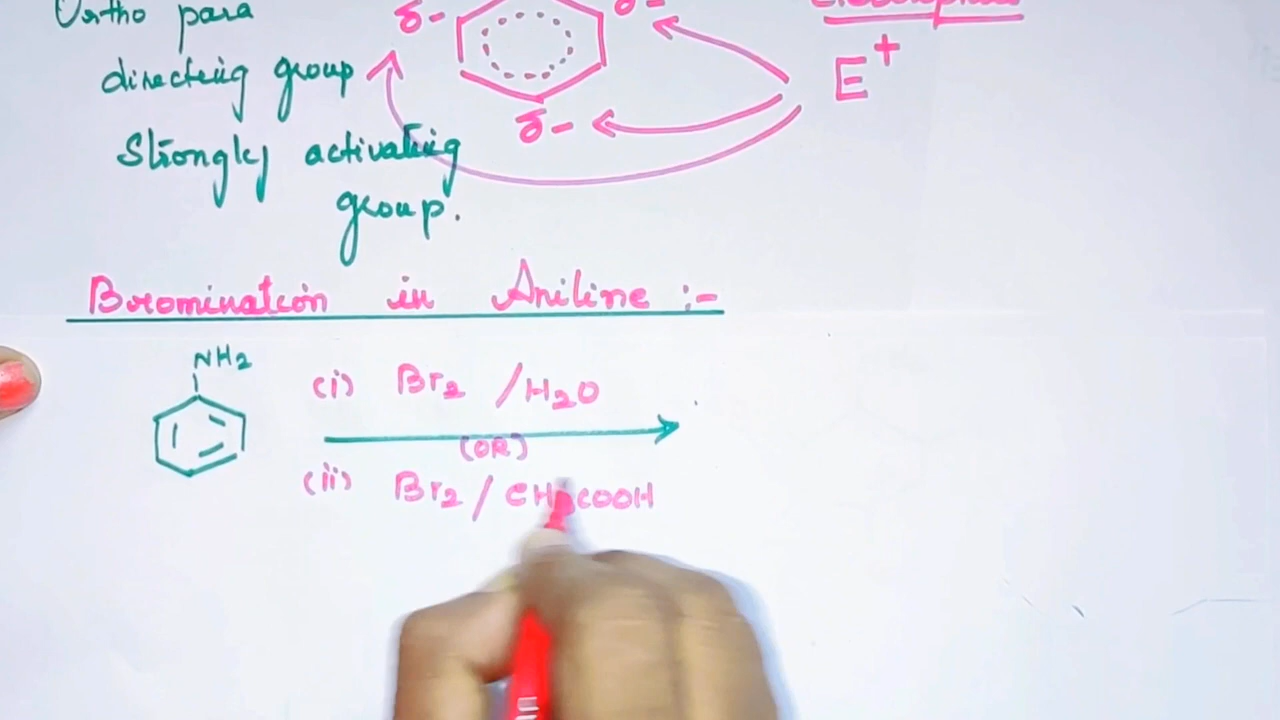 Ortho para
directing group
Strongly activating
group.
δ-
δ-
δ-
E+
Bromination in Aniline :-
NH2
(i) Br2 /H2O
(OR)
(ii) Br2 / CH3COOH